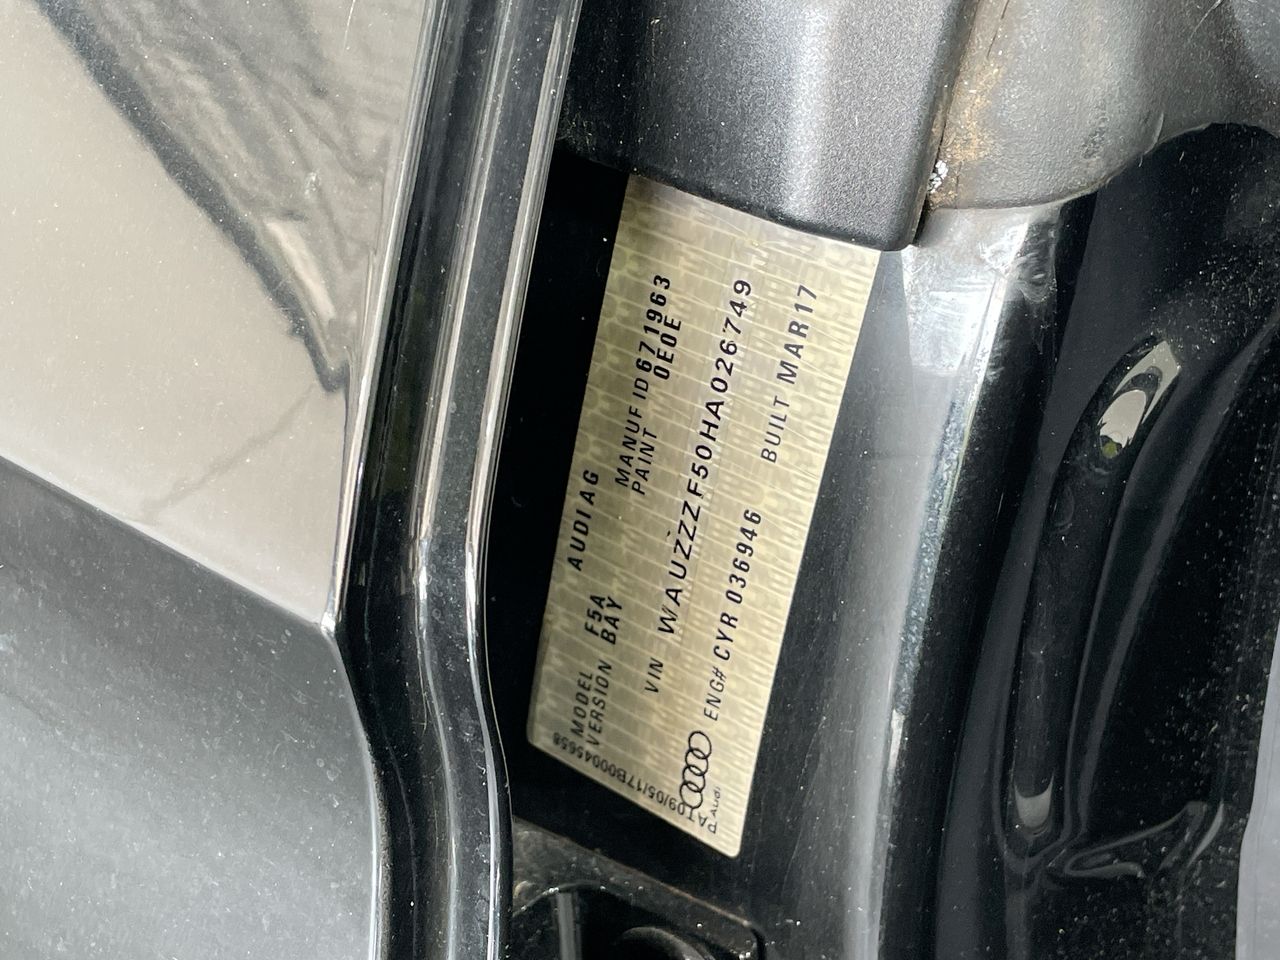 MODEL F5A AUDI AG
VERSION BAY MANUF ID 671963
PAINT 0E0E
VIN WAUZZZF50HA026749
ENG# CYR 036946 BUILT MAR17
PAT09/05/17B00045658
Audi